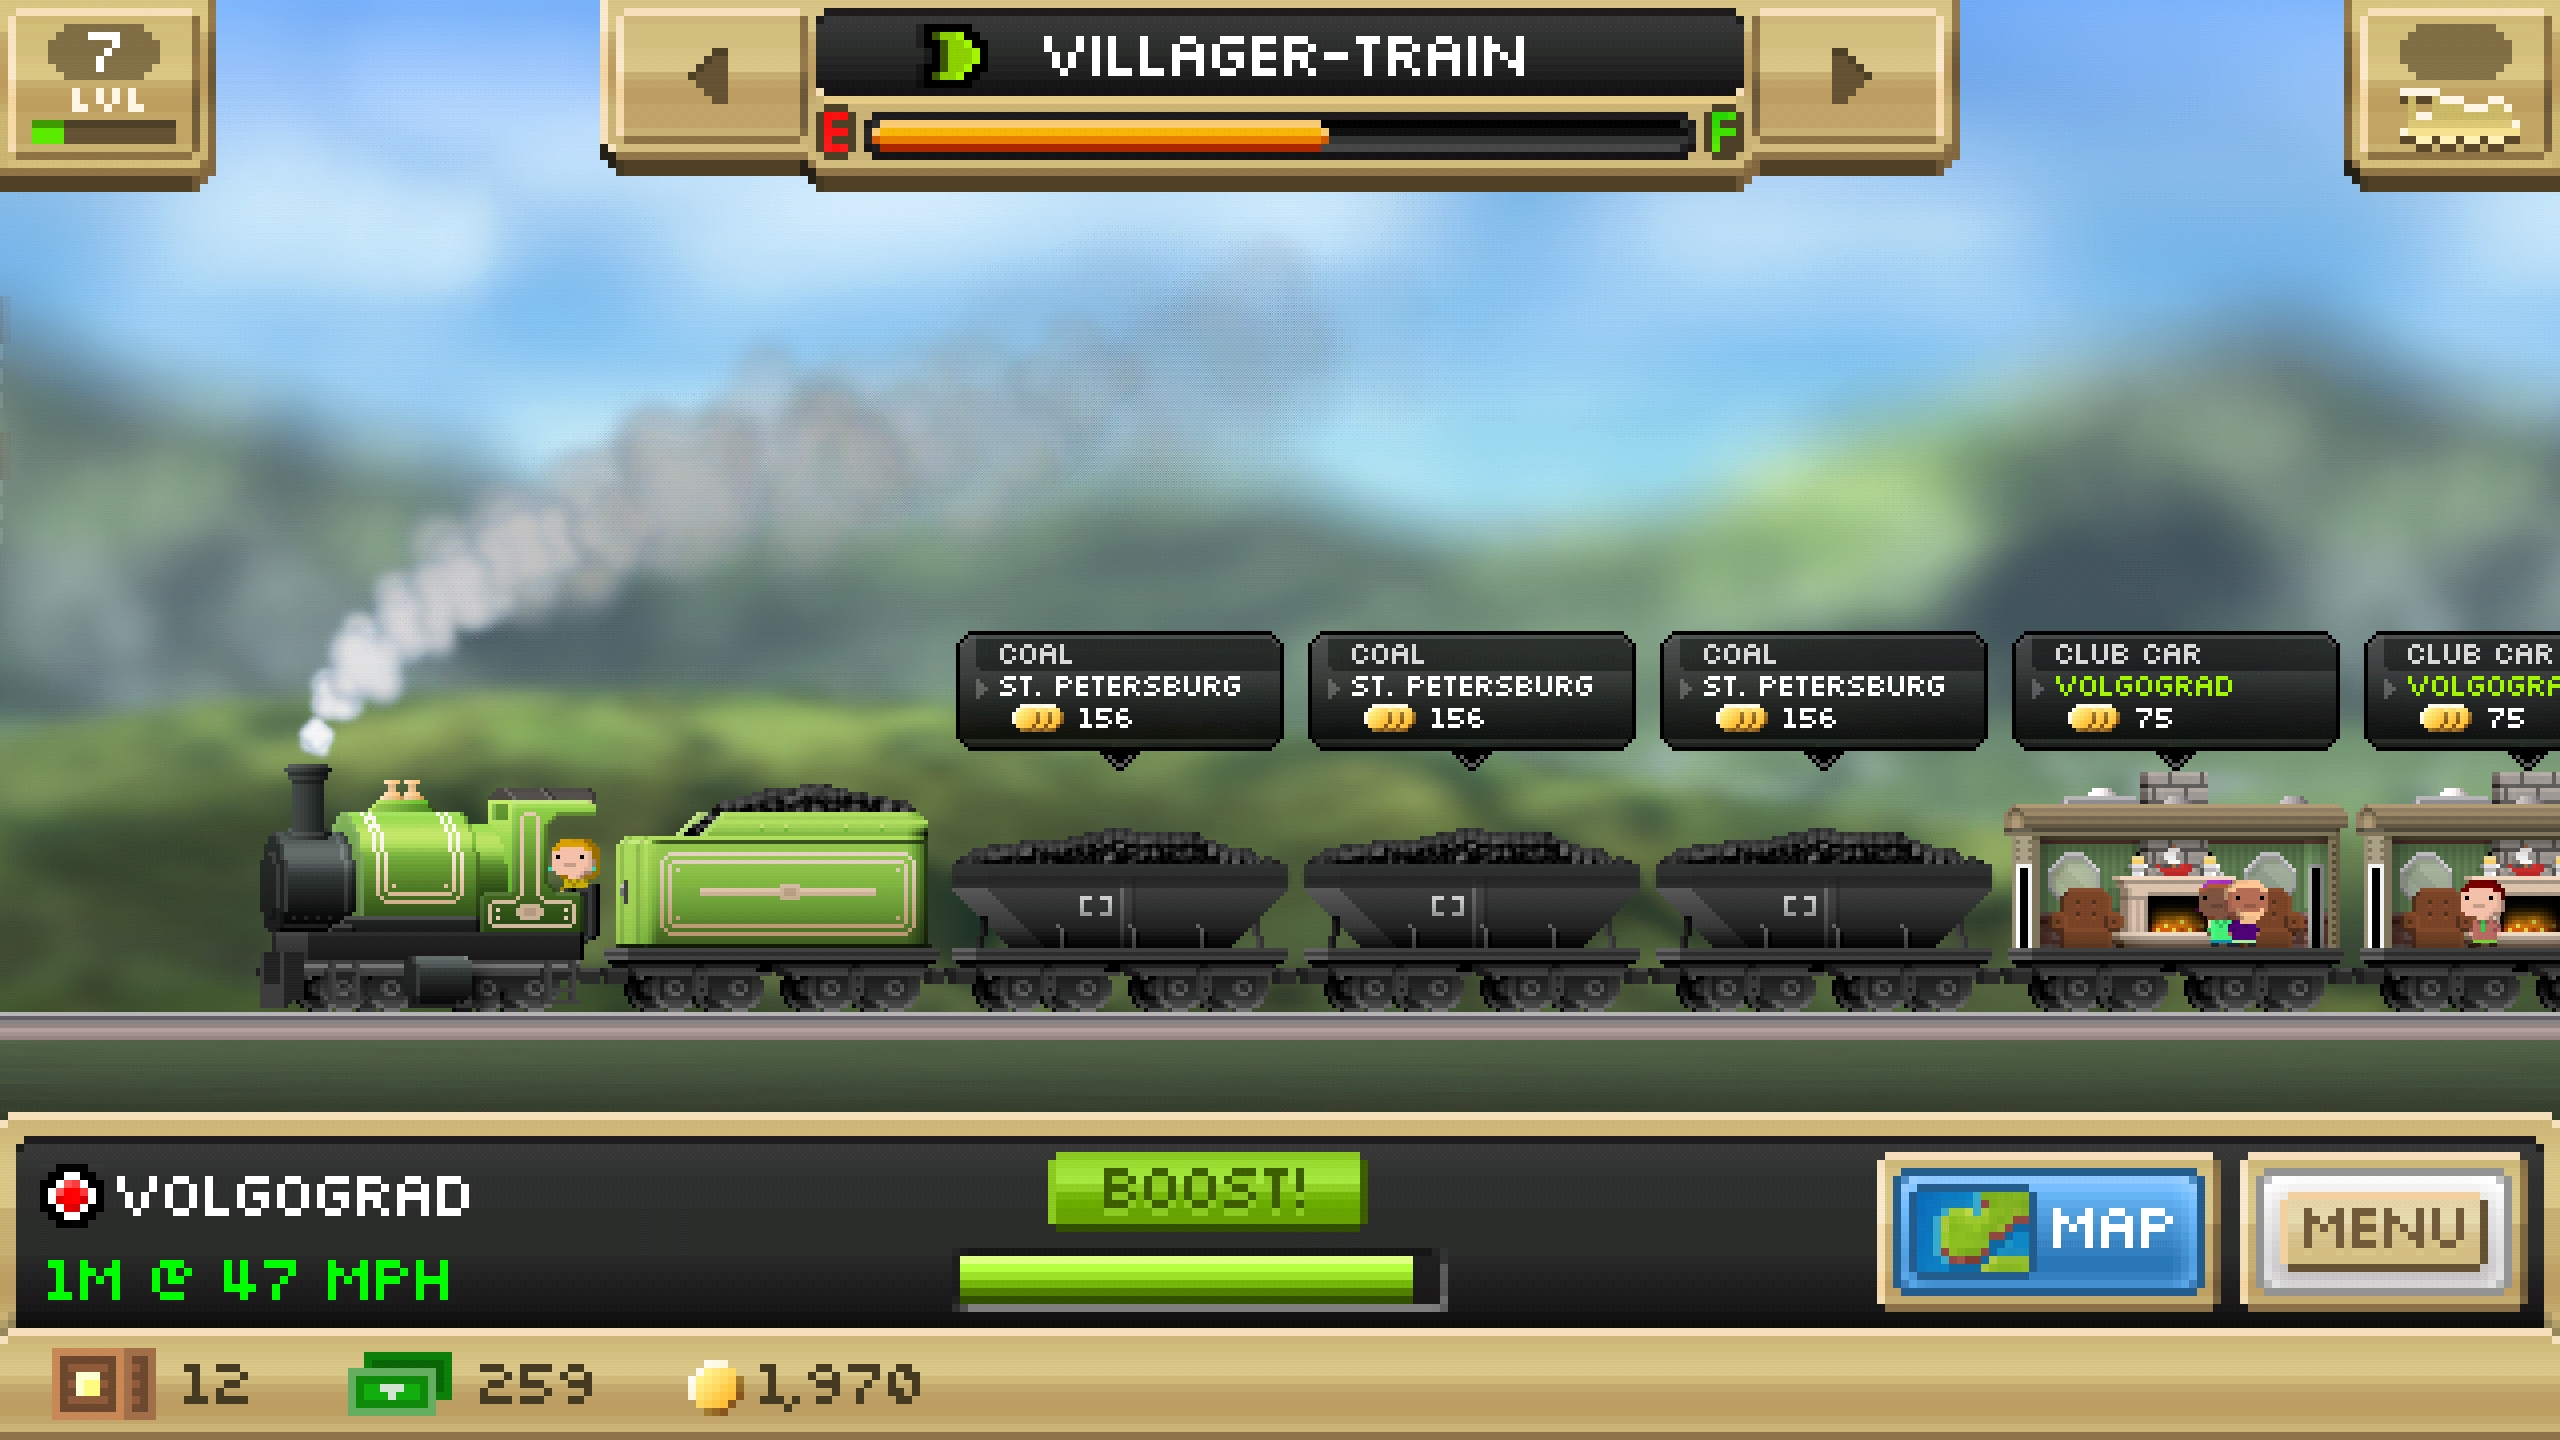 7
LVL
VILLAGER-TRAIN
E
F
COAL
ST. PETERSBURG
156
COAL
ST. PETERSBURG
156
COAL
ST. PETERSBURG
156
CLUB CAR
VOLGOGRAD
75
CLUB CAR
VOLGOGRA
75
VOLGOGRAD
1M @ 47 MPH
BOOST!
MAP
MENU
12
259
1,970